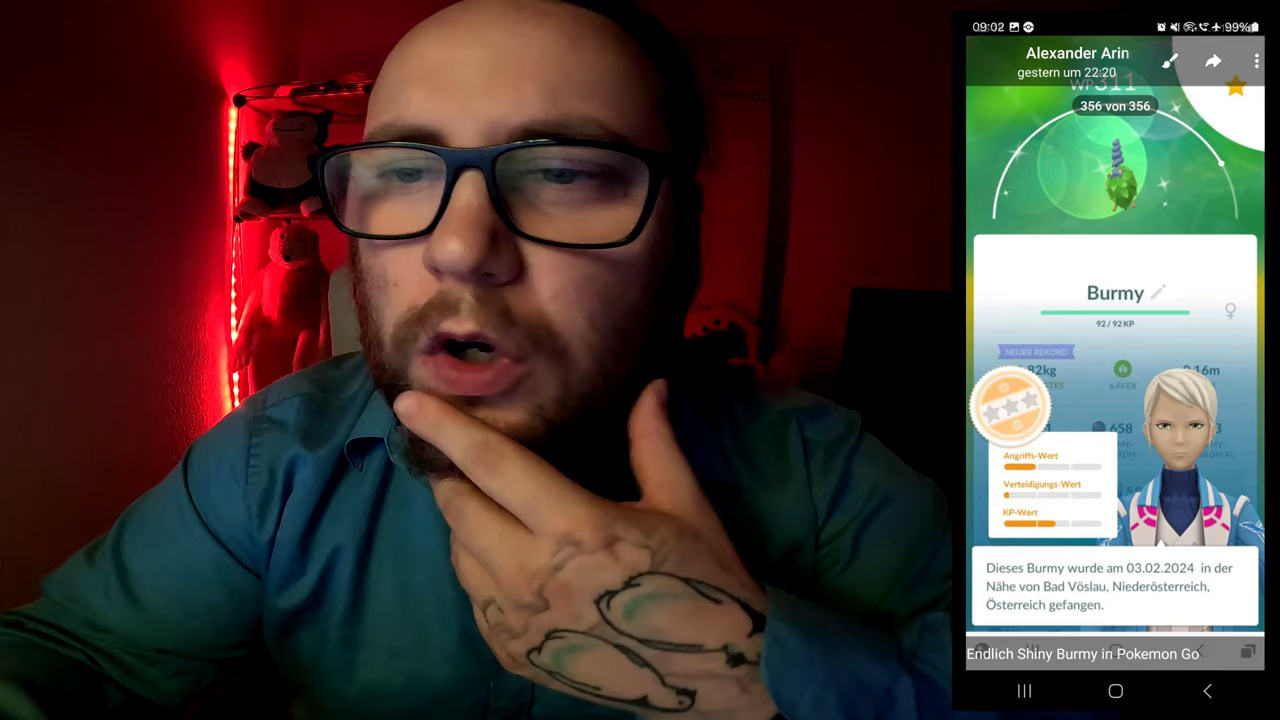 09:02
99%
Alexander Arin
gestern um 22:20
WP311
356 von 356
Burmy
92 / 92 KP
NEUER REKORD
82kg
0,16m
KÄFER
658
Angriffs-Wert
Verteidigungs-Wert
KP-Wert
Dieses Burmy wurde am 03.02.2024 in der
Nähe von Bad Vöslau, Niederösterreich,
Österreich gefangen.
Endlich Shiny Burmy in Pokemon Go